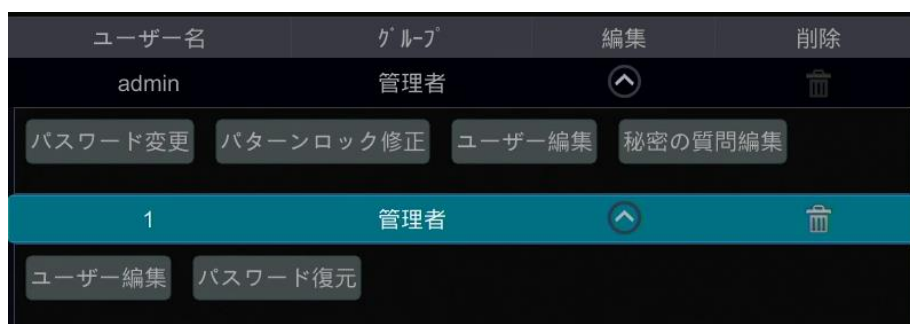 ユーザー名 グループ 編集 削除
admin 管理者
パスワード変更 パターンロック修正 ユーザー編集 秘密の質問編集
1 管理者
ユーザー編集 パスワード復元